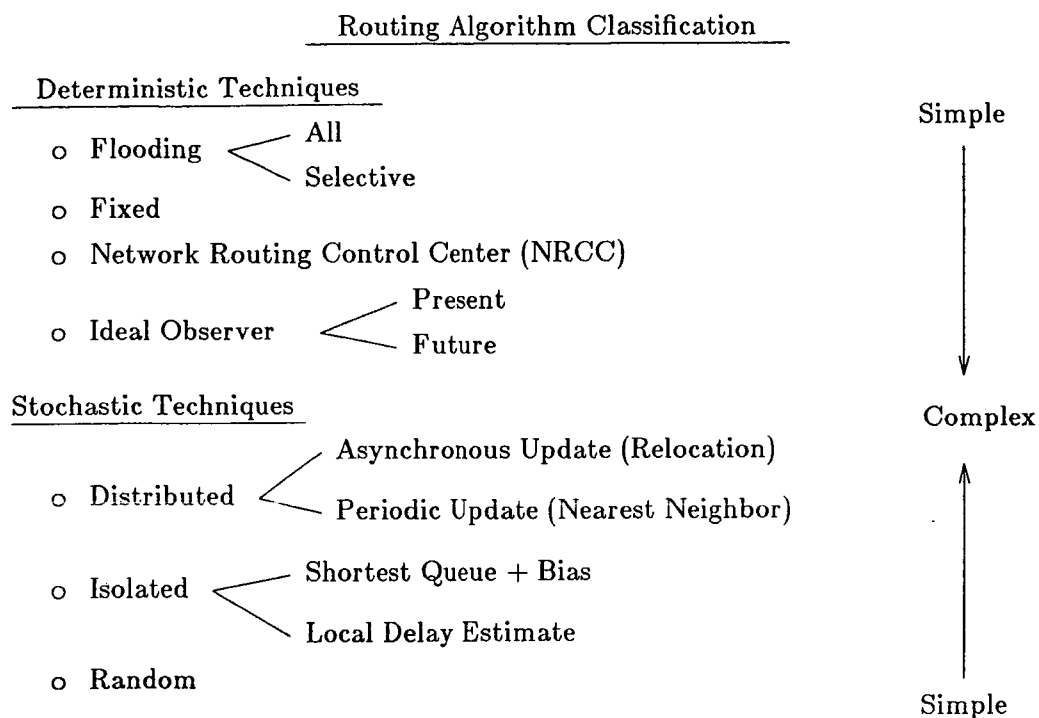 Routing Algorithm Classification
Deterministic Techniques
Simple
o Flooding
All
Selective
o Fixed
o Network Routing Control Center (NRCC)
o Ideal Observer
Present
Future
Stochastic Techniques
Complex
o Distributed
Asynchronous Update (Relocation)
Periodic Update (Nearest Neighbor)
o Isolated
Shortest Queue + Bias
Local Delay Estimate
o Random
Simple